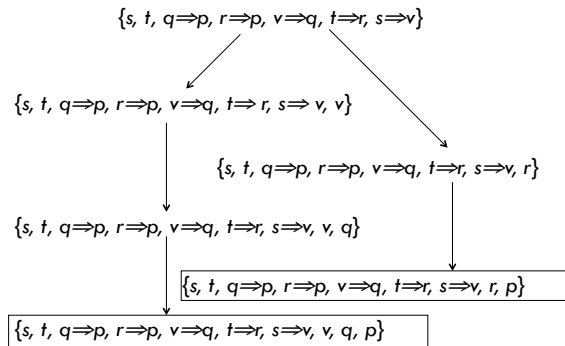 {s, t, q⇒p, r⇒p, v⇒q, t⇒r, s⇒v}
{s, t, q⇒p, r⇒p, v⇒q, t⇒ r, s⇒ v, v}
{s, t, q⇒p, r⇒p, v⇒q, t⇒r, s⇒v, r}
{s, t, q⇒p, r⇒p, v⇒q, t⇒r, s⇒v, v, q}
{s, t, q⇒p, r⇒p, v⇒q, t⇒r, s⇒v, r, p}
{s, t, q⇒p, r⇒p, v⇒q, t⇒r, s⇒v, v, q, p}